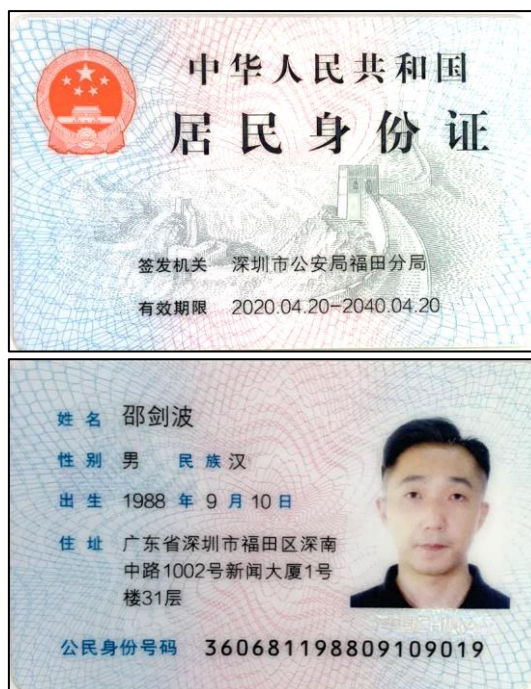 中华人民共和国
居民身份证
签发机关 深圳市公安局福田分局
有效期限 2020.04.20-2040.04.20
姓名 邵剑波
性别 男 民族 汉
出生 1988 年 9 月 10 日
住址 广东省深圳市福田区深南
中路1002号新闻大厦1号
楼31层
公民身份号码 360681198809109019